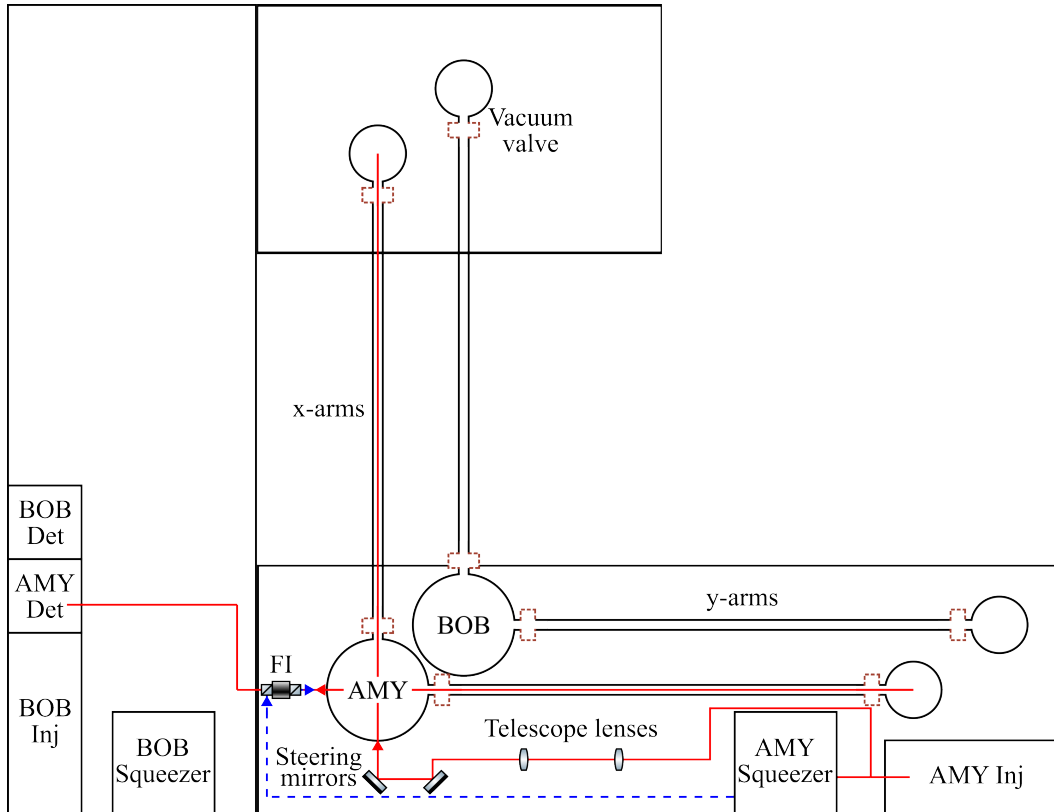 Vacuum
valve
x-arms
BOB
Det
AMY
Det
y-arms
BOB
FI
AMY
BOB
Inj
BOB
Squeezer
Steering
mirrors
Telescope lenses
AMY
Squeezer
AMY Inj